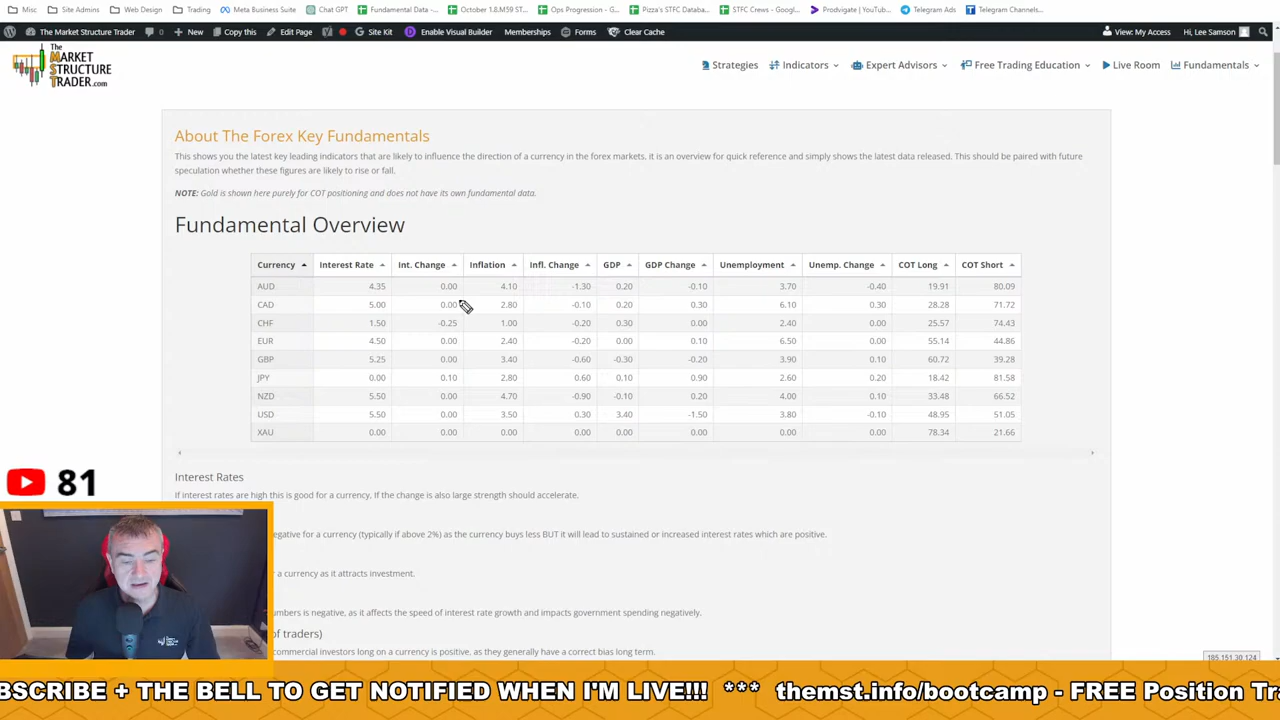 Misc Site Admins Web Design Trading Meta Business Suite Chat GPT Fundamental Data -... October 1.8.M59 ST... Ops Progression - G... Pizza's STFC Databa... STFC Crews - Googl... Prodvigate | YouTub... Telegram Ads Telegram Channels...
The Market Structure Trader 0 New Copy this Edit Page Site Kit Enable Visual Builder Memberships Forms Clear Cache View: My Access Hi, Lee Samson
The
MARKET
STRUCTURE
TRADER.com
Strategies Indicators Expert Advisors Free Trading Education Live Room Fundamentals
About The Forex Key Fundamentals
This shows you the latest key leading indicators that are likely to influence the direction of a currency in the forex markets, it is an overview for quick reference and simply shows the latest data released. This should be paired with future
speculation whether these figures are likely to rise or fall.
NOTE: Gold is shown here purely for COT positioning and does not have its own fundamental data.
Fundamental Overview
Currency Interest Rate Int. Change Inflation Infl. Change GDP GDP Change Unemployment Unemp. Change COT Long COT Short
AUD 4.35 0.00 4.10 -1.30 0.20 -0.10 3.70 -0.40 19.91 80.09
CAD 5.00 0.00 2.80 -0.10 0.20 0.30 6.10 0.30 28.28 71.72
CHF 1.50 -0.25 1.00 -0.20 0.30 0.00 2.40 0.00 25.57 74.43
EUR 4.50 0.00 2.40 -0.20 0.00 0.10 6.50 0.00 55.14 44.86
GBP 5.25 0.00 3.40 -0.60 -0.30 -0.20 3.90 0.10 60.72 39.28
JPY 0.00 0.10 2.80 0.60 0.10 0.90 2.60 0.20 18.42 81.58
NZD 5.50 0.00 4.70 -0.90 -0.10 0.20 4.00 0.10 33.48 66.52
USD 5.50 0.00 3.50 0.30 3.40 -1.50 3.80 -0.10 48.95 51.05
XAU 0.00 0.00 0.00 0.00 0.00 0.00 0.00 0.00 78.34 21.66
Interest Rates
If interest rates are high this is good for a currency, If the change is also large strength should accelerate.
81
egative for a currency (typically if above 2%) as the currency buys less BUT it will lead to sustained or increased interest rates which are positive.
r a currency as it attracts investment.
umbers is negative, as it affects the speed of interest rate growth and impacts government spending negatively.
of traders)
commercial investors long on a currency is positive, as they generally have a correct bias long term.
185.151.30.124
BSCRIBE + THE BELL TO GET NOTIFIED WHEN I'M LIVE!!! *** themst.info/bootcamp - FREE Position Tra